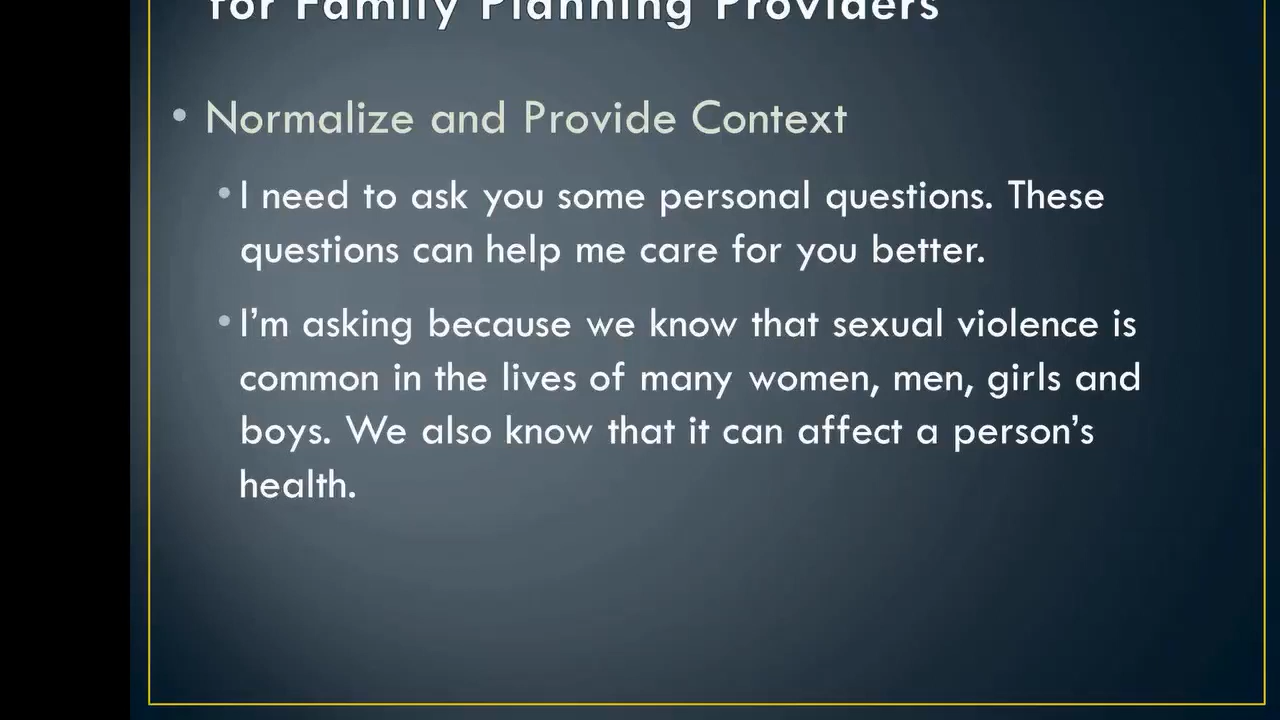 for Family Planning Providers
• Normalize and Provide Context
• I need to ask you some personal questions. These
questions can help me care for you better.
• I’m asking because we know that sexual violence is
common in the lives of many women, men, girls and
boys. We also know that it can affect a person’s
health.